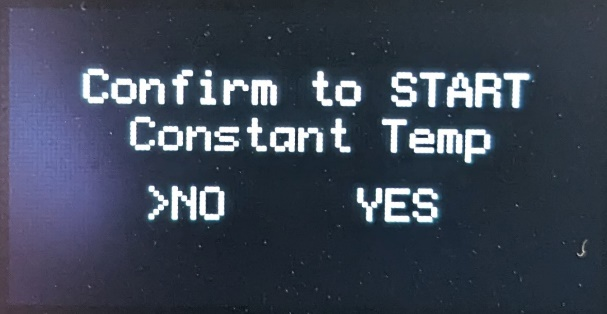 Confirm to START
Constant Temp
>NO YES